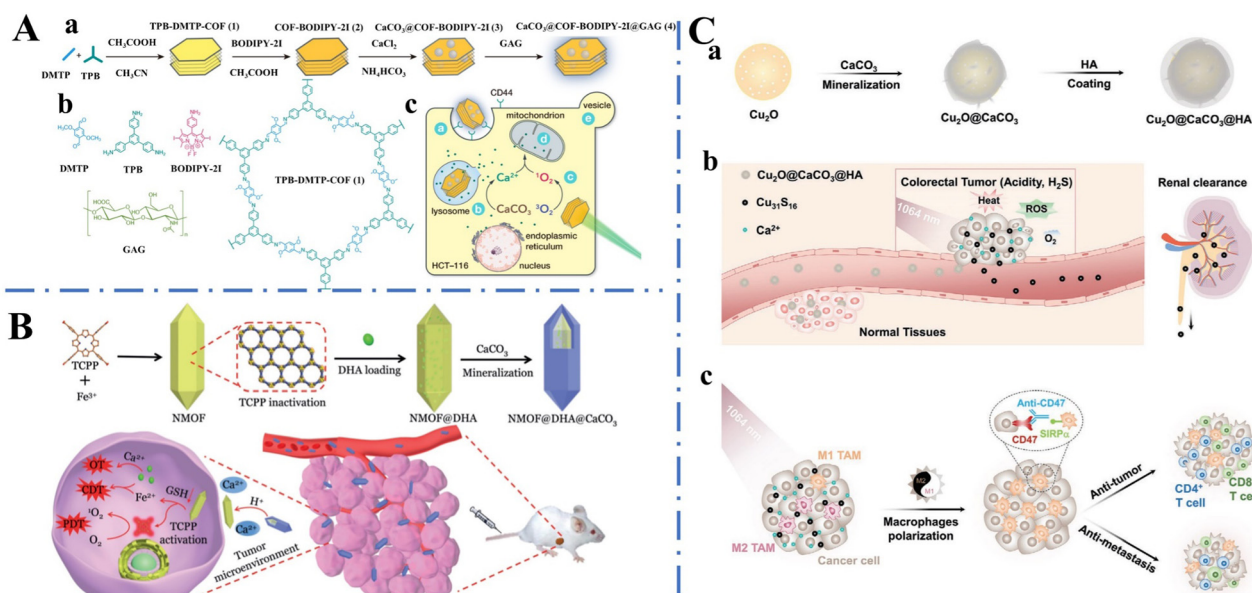 A
a
TPB-DMTP-COF (1)
COF-BODIPY-2I (2)
CaCO₃@COF-BODIPY-2I (3)
CaCO₃@COF-BODIPY-2I@GAG (4)
CH₃COOH
CH₃CN
BODIPY-2I
CH₃COOH
CaCl₂
NH₄HCO₃
GAG
DMTP
TPB
b
DMTP
TPB
BODIPY-2I
GAG
TPB-DMTP-COF (1)
c
CD44
vesicle
e
a
mitochondrion
d
lysosome
b
Ca²⁺
¹O₂
c
CaCO₃
³O₂
endoplasmic
reticulum
HCT-116
nucleus
B
TCPP
+
Fe³⁺
NMOF
TCPP inactivation
DHA loading
NMOF@DHA
CaCO₃
Mineralization
NMOF@DHA@CaCO₃
OT
Ca²⁺
CDT
Fe²⁺
GSH
PDT
¹O₂
O₂
TCPP
activation
Ca²⁺
H⁺
Ca²⁺
Tumor
microenvironment
C
a
Cu₂O
CaCO₃
Mineralization
Cu₂O@CaCO₃
HA
Coating
Cu₂O@CaCO₃@HA
b
Cu₂O@CaCO₃@HA
Cu₃₁S₁₆
Ca²⁺
Colorectal Tumor (Acidity, H₂S)
1064 nm
Heat
ROS
O₂
Normal Tissues
Renal clearance
c
1064 nm
M1 TAM
M2 TAM
Cancer cell
M2
M1
Macrophages
polarization
Anti-CD47
CD47
SIRPα
Anti-tumor
Anti-metastasis
CD4⁺
T cell
CD8
T cel